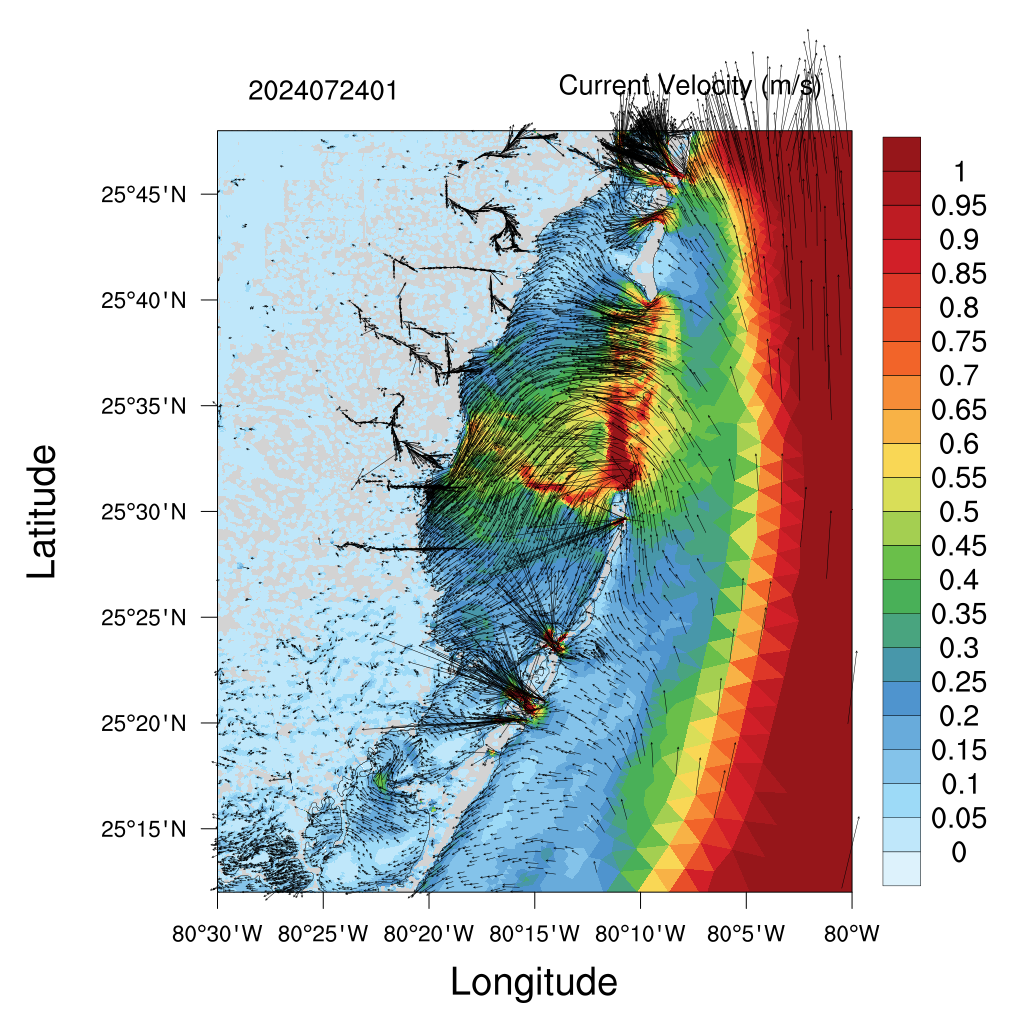 2024072401
Current Velocity (m/s)
25°45'N
25°40'N
25°35'N
25°30'N
25°25'N
25°20'N
25°15'N
Latitude
80°30'W 80°25'W 80°20'W 80°15'W 80°10'W 80°5'W 80°W
Longitude
1
0.95
0.9
0.85
0.8
0.75
0.7
0.65
0.6
0.55
0.5
0.45
0.4
0.35
0.3
0.25
0.2
0.15
0.1
0.05
0